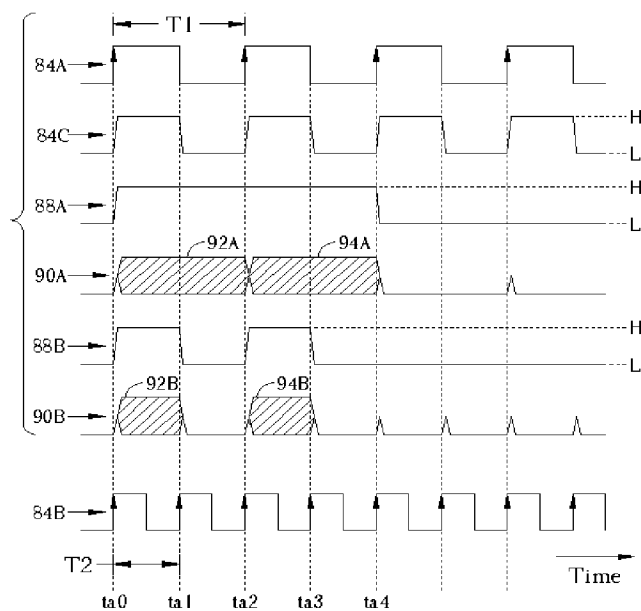 T1
84A
84C
H
L
88A
H
L
92A
94A
90A
88B
H
L
92B
94B
90B
84B
T2
Time
ta0 ta1 ta2 ta3 ta4